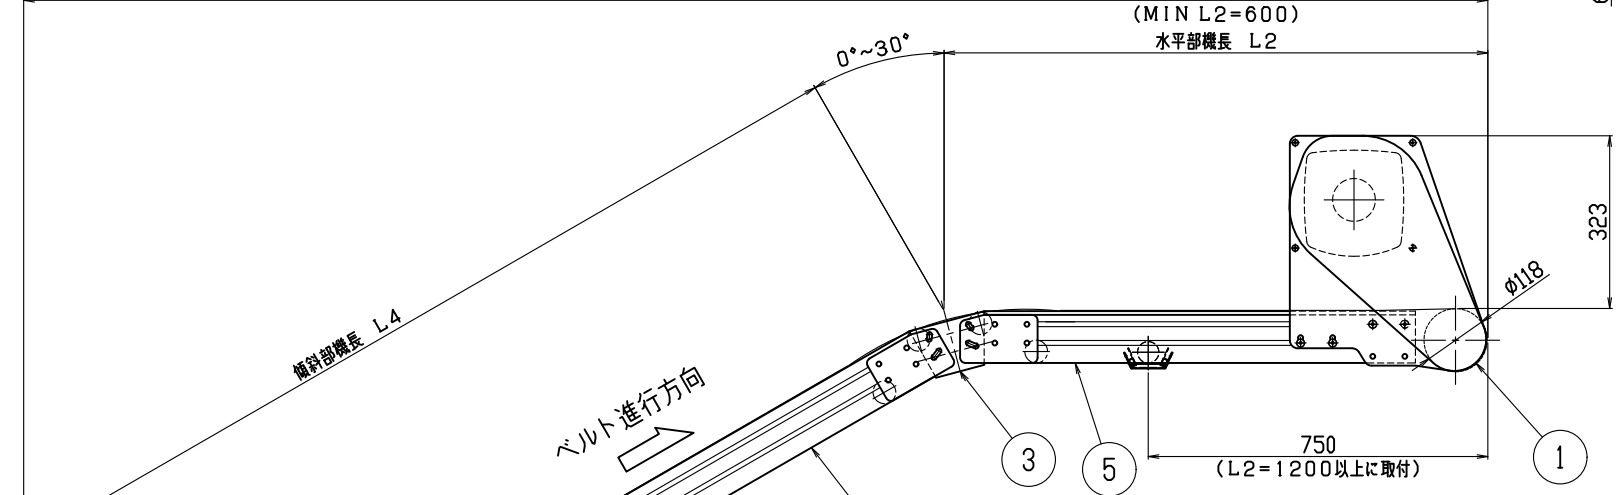 (MIN L2=600)
水平部機長 L2
0°~30°
323
φ118
傾斜部機長 L4
ベルト進行方向
750
(L2=1200以上に取付)
3
5
1